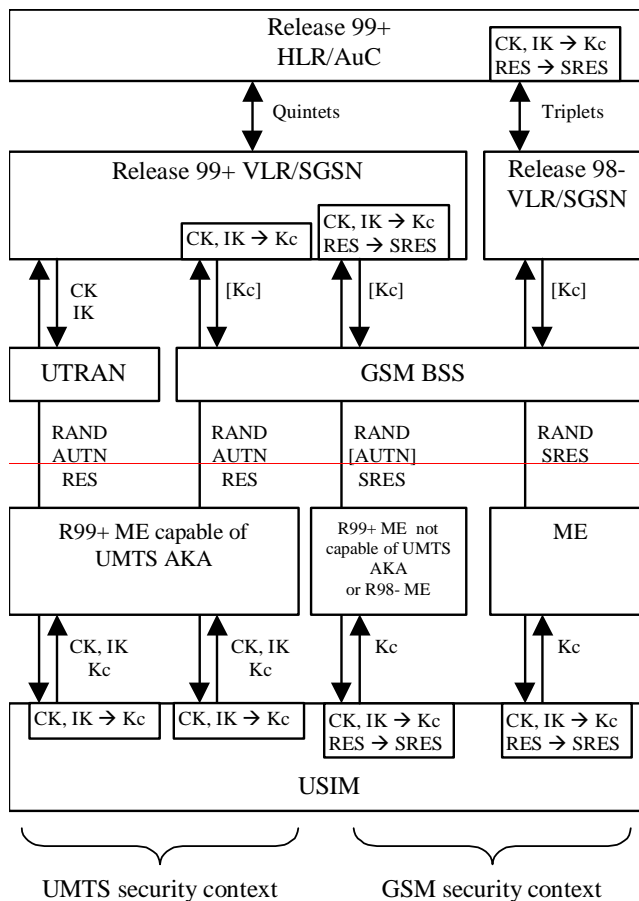 Release 99+
HLR/AuC
CK, IK → Kc
RES → SRES
Quintets
Triplets
Release 99+ VLR/SGSN
CK, IK → Kc
CK, IK → Kc
RES → SRES
Release 98-
VLR/SGSN
CK
IK
[Kc]
[Kc]
[Kc]
UTRAN
GSM BSS
RAND
AUTN
RES
RAND
AUTN
RES
RAND
[AUTN]
SRES
RAND
SRES
R99+ ME capable of
UMTS AKA
R99+ ME not
capable of UMTS
AKA
or R98- ME
ME
CK, IK
Kc
CK, IK
Kc
Kc
Kc
CK, IK → Kc
CK, IK → Kc
CK, IK → Kc
RES → SRES
CK, IK → Kc
RES → SRES
USIM
UMTS security context
GSM security context